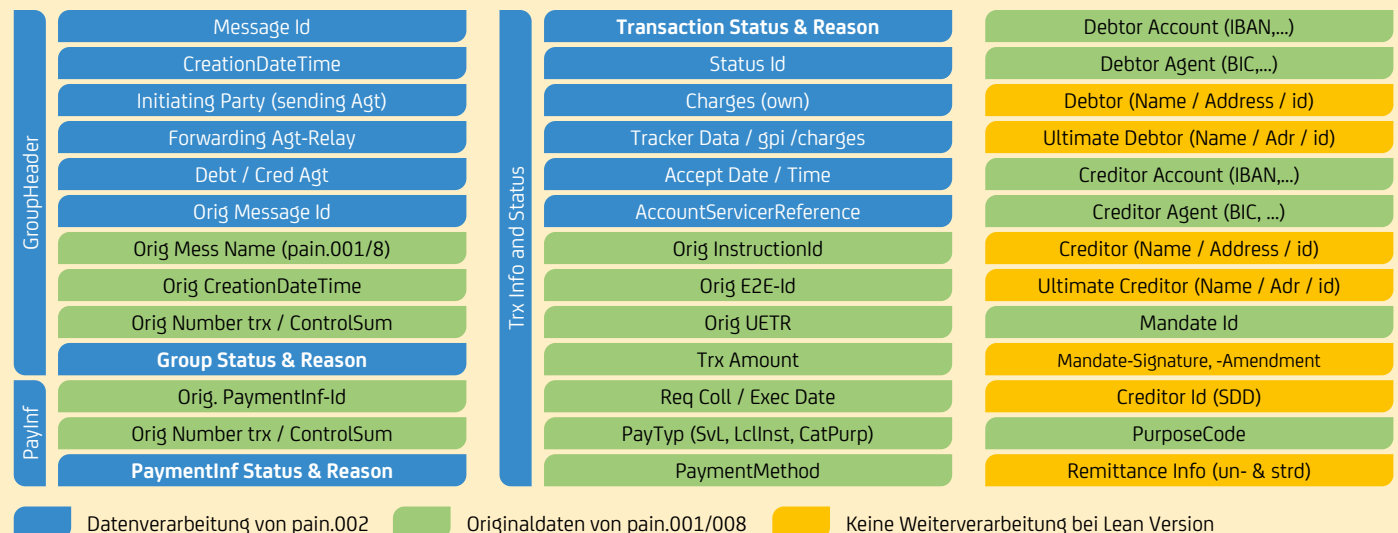 GroupHeader
Message Id
CreationDateTime
Initiating Party (sending Agt)
Forwarding Agt-Relay
Debt / Cred Agt
Orig Message Id
Orig Mess Name (pain.001/8)
Orig CreationDateTime
Orig Number trx / ControlSum
Group Status & Reason
PayInf
Orig. PaymentInf-Id
Orig Number trx / ControlSum
PaymentInf Status & Reason
Trx Info and Status
Transaction Status & Reason
Status Id
Charges (own)
Tracker Data / gpi /charges
Accept Date / Time
AccountServicerReference
Orig InstructionId
Orig E2E-Id
Orig UETR
Trx Amount
Req Coll / Exec Date
PayTyp (SvL, LclInst, CatPurp)
PaymentMethod
Debtor Account (IBAN,...)
Debtor Agent (BIC,...)
Debtor (Name / Address / id)
Ultimate Debtor (Name / Adr / id)
Creditor Account (IBAN,...)
Creditor Agent (BIC, ...)
Creditor (Name / Address / id)
Ultimate Creditor (Name / Adr / id)
Mandate Id
Mandate-Signature, -Amendment
Creditor Id (SDD)
PurposeCode
Remittance Info (un- & strd)
Datenverarbeitung von pain.002
Originaldaten von pain.001/008
Keine Weiterverarbeitung bei Lean Version